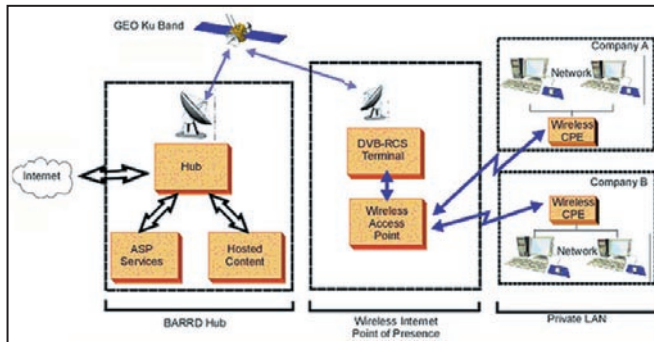 GEO Ku Band
Internet
Hub
ASP
Services
Hosted
Content
BARRD Hub
DVB-RCS
Terminal
Wireless
Access
Point
Wireless Internet
Point of Presence
Company A
Network
Wireless
CPE
Company B
Wireless
CPE
Network
Private LAN